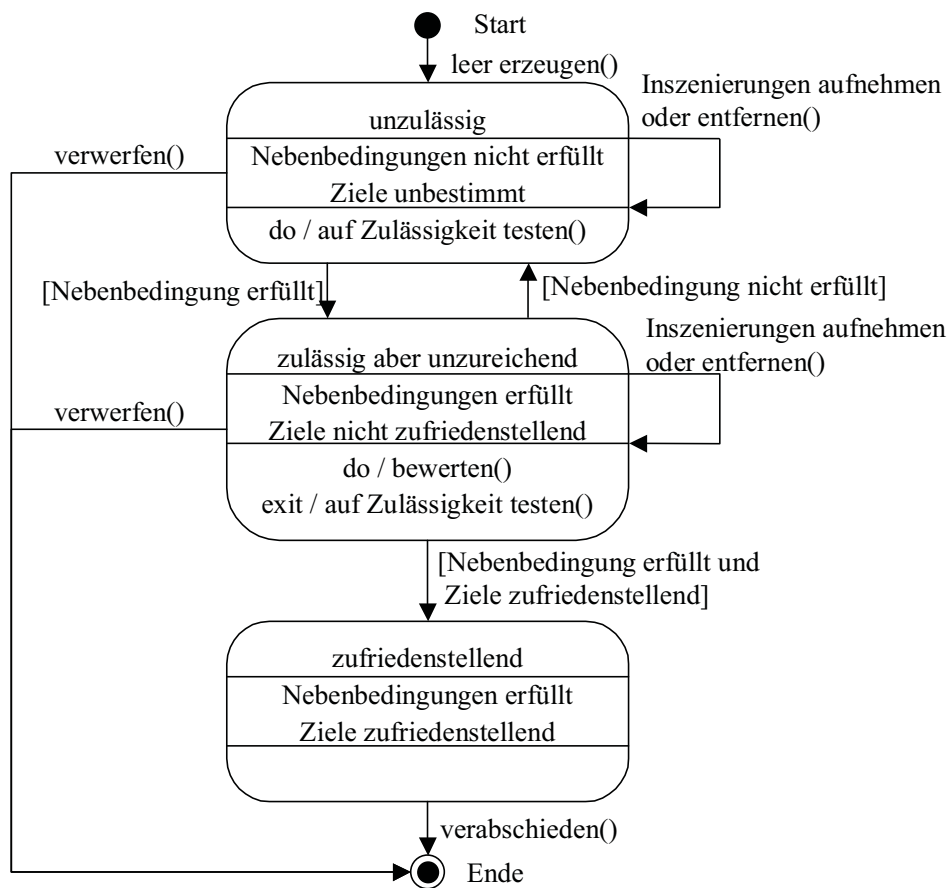 Start
leer erzeugen()
Inszenierungen aufnehmen
oder entfernen()
unzulässig
verwerfen()
Nebenbedingungen nicht erfüllt
Ziele unbestimmt
do / auf Zulässigkeit testen()
[Nebenbedingung erfüllt]
[Nebenbedingung nicht erfüllt]
Inszenierungen aufnehmen
oder entfernen()
zulässig aber unzureichend
verwerfen()
Nebenbedingungen erfüllt
Ziele nicht zufriedenstellend
do / bewerten()
exit / auf Zulässigkeit testen()
[Nebenbedingung erfüllt und
Ziele zufriedenstellend]
zufriedenstellend
Nebenbedingungen erfüllt
Ziele zufriedenstellend
verabschieden()
Ende